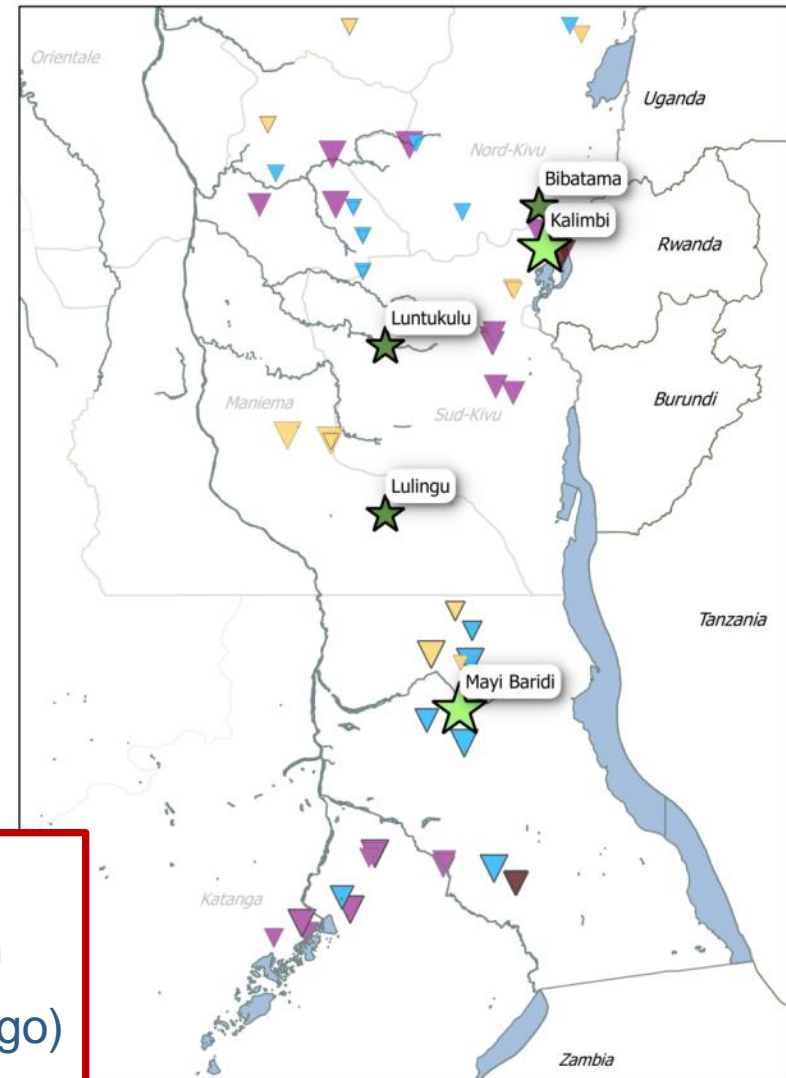 Orientale
Uganda
Nord-Kivu
Bibatama
Kalimbi
Rwanda
Luntukulu
Maniema
Sud-Kivu
Burundi
Lulingu
Tanzania
Mayi Baridi
Katanga
go)
Zambia